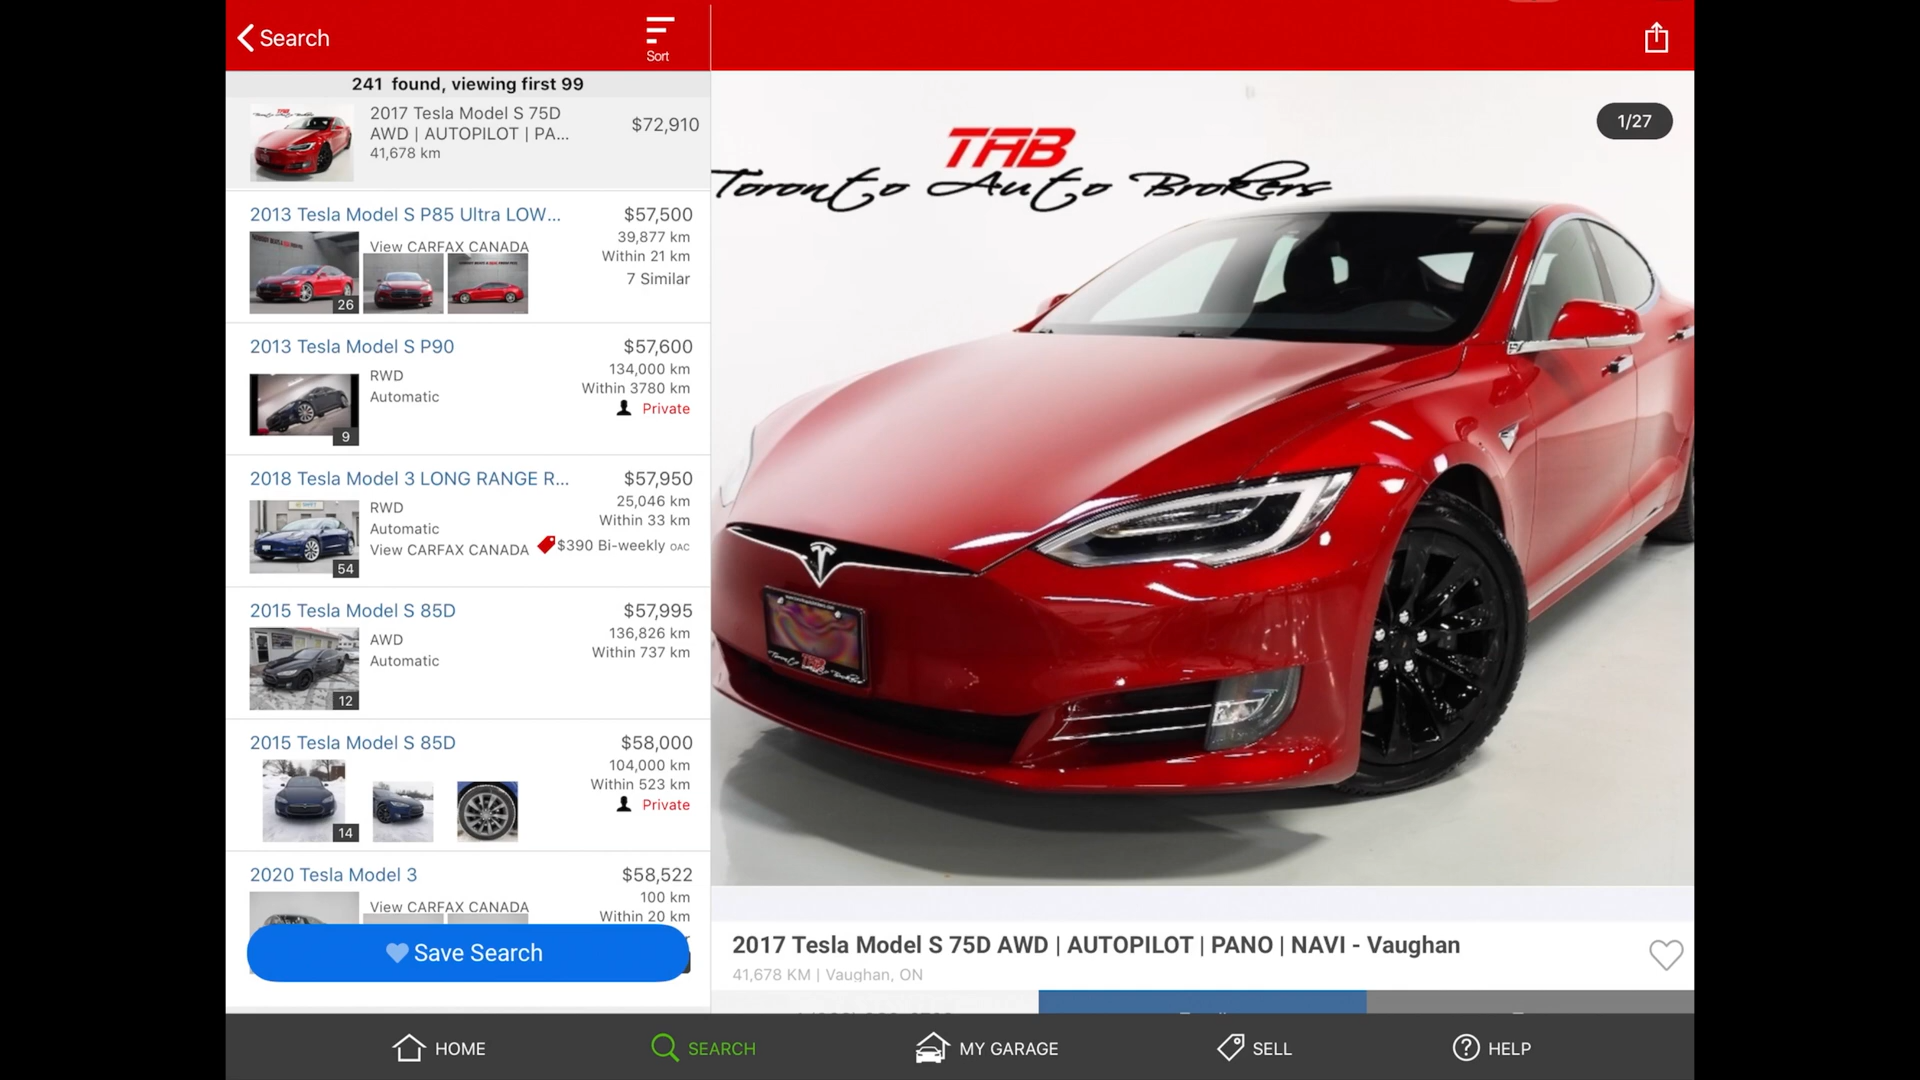 Search
Sort
241 found, viewing first 99
2017 Tesla Model S 75D
AWD | AUTOPILOT | PA...
41,678 km
$72,910
2013 Tesla Model S P85 Ultra LOW...
$57,500
View CARFAX CANADA
39,877 km
Within 21 km
7 Similar
26
2013 Tesla Model S P90
$57,600
RWD
Automatic
134,000 km
Within 3780 km
Private
9
2018 Tesla Model 3 LONG RANGE R...
$57,950
RWD
Automatic
View CARFAX CANADA
25,046 km
Within 33 km
$390 Bi-weekly OAC
54
2015 Tesla Model S 85D
$57,995
AWD
Automatic
136,826 km
Within 737 km
12
2015 Tesla Model S 85D
$58,000
104,000 km
Within 523 km
Private
14
2020 Tesla Model 3
$58,522
View CARFAX CANADA
100 km
Within 20 km
Save Search
1/27
TAB
Toronto Auto Brokers
TAB
Toronto Auto Brokers
2017 Tesla Model S 75D AWD | AUTOPILOT | PANO | NAVI - Vaughan
41,678 KM | Vaughan, ON
HOME
SEARCH
MY GARAGE
SELL
HELP